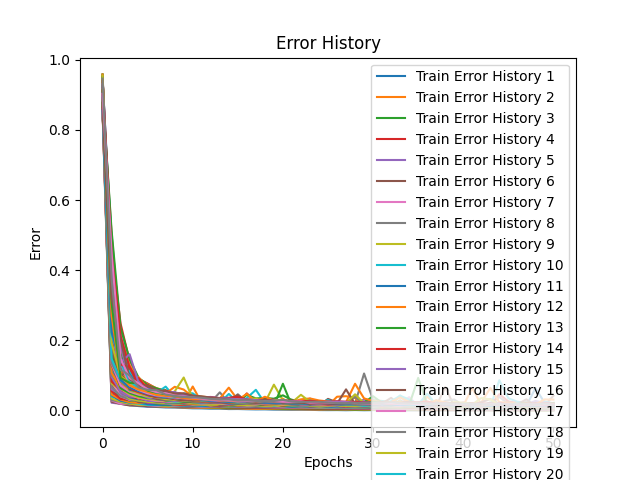 Error History
1.0
0.8
0.6
0.4
0.2
0.0
Error
0 10 20 30 40 50
Epochs
Train Error History 1
Train Error History 2
Train Error History 3
Train Error History 4
Train Error History 5
Train Error History 6
Train Error History 7
Train Error History 8
Train Error History 9
Train Error History 10
Train Error History 11
Train Error History 12
Train Error History 13
Train Error History 14
Train Error History 15
Train Error History 16
Train Error History 17
Train Error History 18
Train Error History 19
Train Error History 20